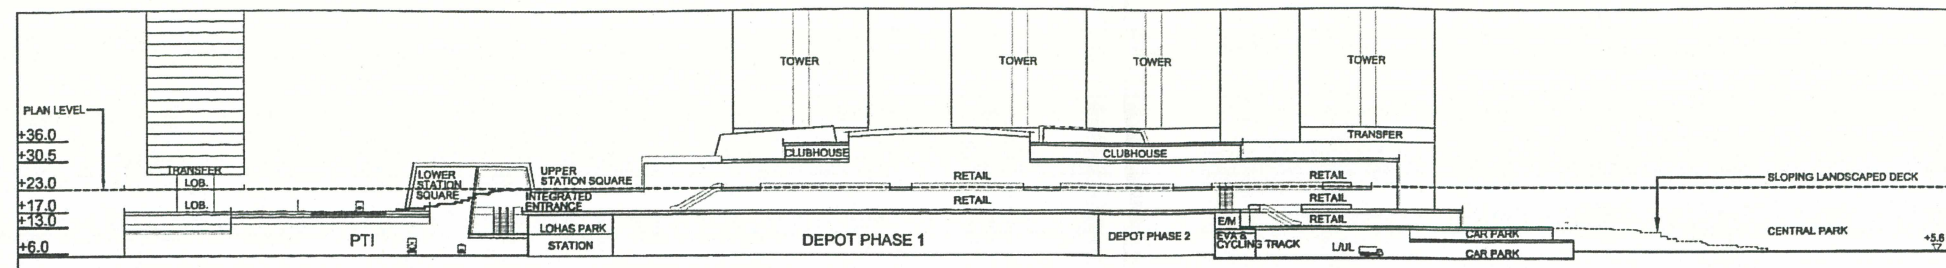 TOWER
TOWER
TOWER
TOWER
PLAN LEVEL
+36.0
TRANSFER
+30.5
CLUBHOUSE
CLUBHOUSE
TRANSFER
LOB.
LOWER
STATION
SQUARE
UPPER
STATION SQUARE
RETAIL
RETAIL
SLOPING LANDSCAPED DECK
+23.0
INTEGRATED
ENTRANCE
RETAIL
RETAIL
LOB.
+17.0
+13.0
E/M
RETAIL
LOHAS PARK
STATION
PTI
DEPOT PHASE 1
DEPOT PHASE 2
EVA &
CYCLING TRACK
L/UL
CAR PARK
CAR PARK
CENTRAL PARK
+5.6
+6.0